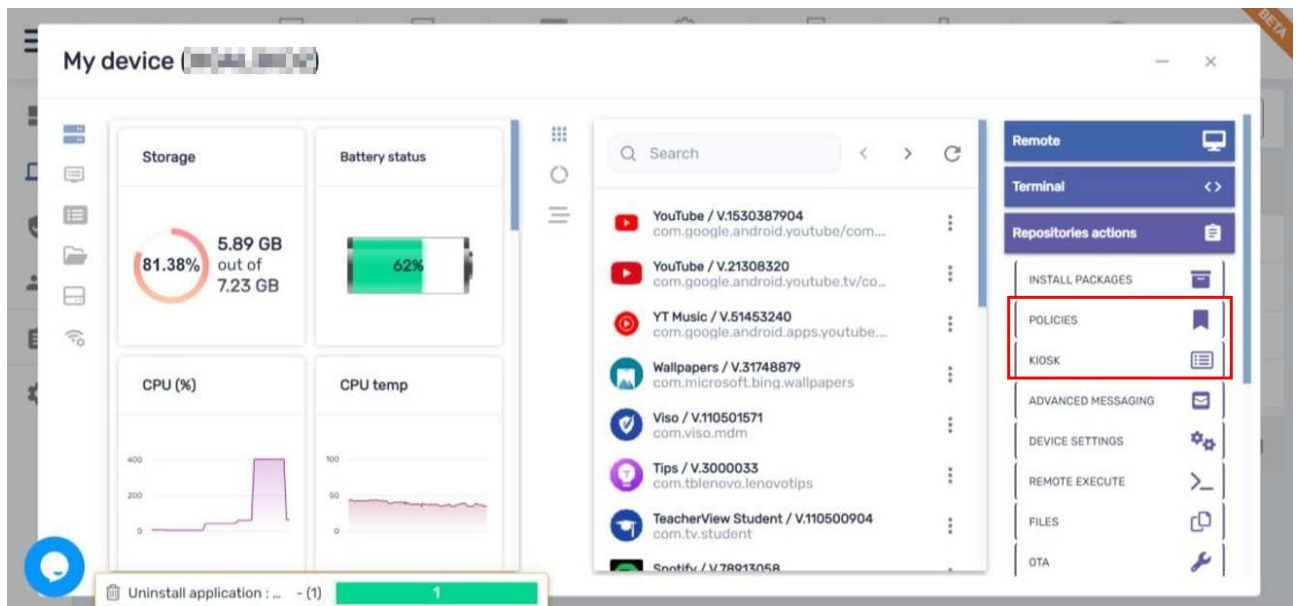 BETA
My device (
)
Storage
81.38%
5.89 GB
out of
7.23 GB
Battery status
62%
CPU (%)
400
200
0
CPU temp
100
50
0
Search
YouTube / V.1530387904
com.google.android.youtube/com...
YouTube / V.21308320
com.google.android.youtube.tv/co...
YT Music / V.51453240
com.google.android.apps.youtube...
Wallpapers / V.31748879
com.microsoft.bing.wallpapers
Viso / V.110501571
com.viso.mdm
Tips / V.3000033
com.tblenovo.lenovotips
TeacherView Student / V.110500904
com.tv.student
Spotify / V.78913058
Remote
Terminal
Repositories actions
INSTALL PACKAGES
POLICIES
KIOSK
ADVANCED MESSAGING
DEVICE SETTINGS
REMOTE EXECUTE
FILES
OTA
Uninstall application : ... - (1)
1